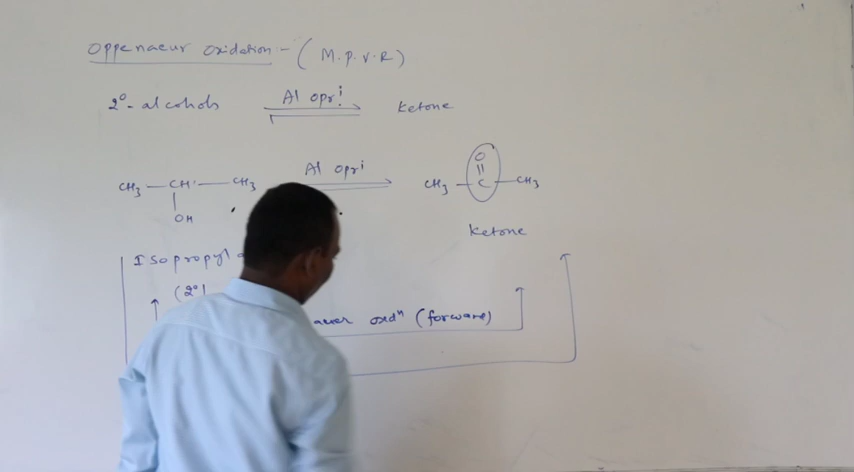 Oppenaeur Oxidation - (M.P.V.R)
2°-alcohols Al opri Ketone
O
CH3 — CH — CH3 Al opri CH3 — C — CH3
OH
Ketone
Isopropyl
(2°)
oxdn (forward)